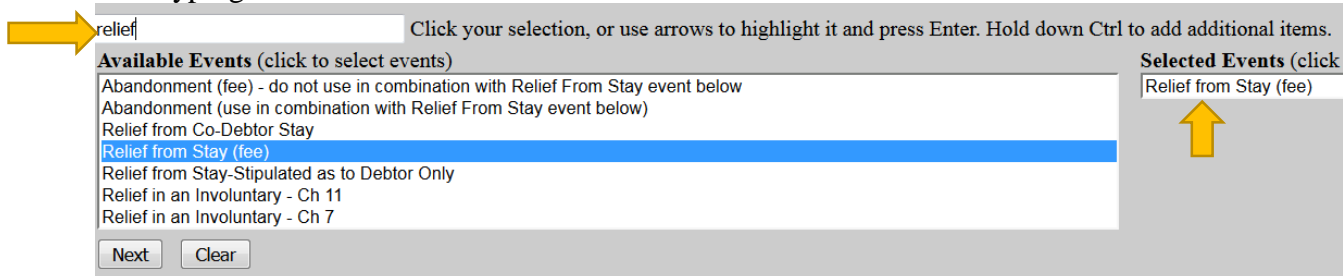 relief Click your selection, or use arrows to highlight it and press Enter. Hold down Ctrl to add additional items.
Available Events (click to select events) Selected Events (click
Abandonment (fee) - do not use in combination with Relief From Stay event below Relief from Stay (fee)
Abandonment (use in combination with Relief From Stay event below)
Relief from Co-Debtor Stay
Relief from Stay (fee)
Relief from Stay-Stipulated as to Debtor Only
Relief in an Involuntary - Ch 11
Relief in an Involuntary - Ch 7
Next Clear